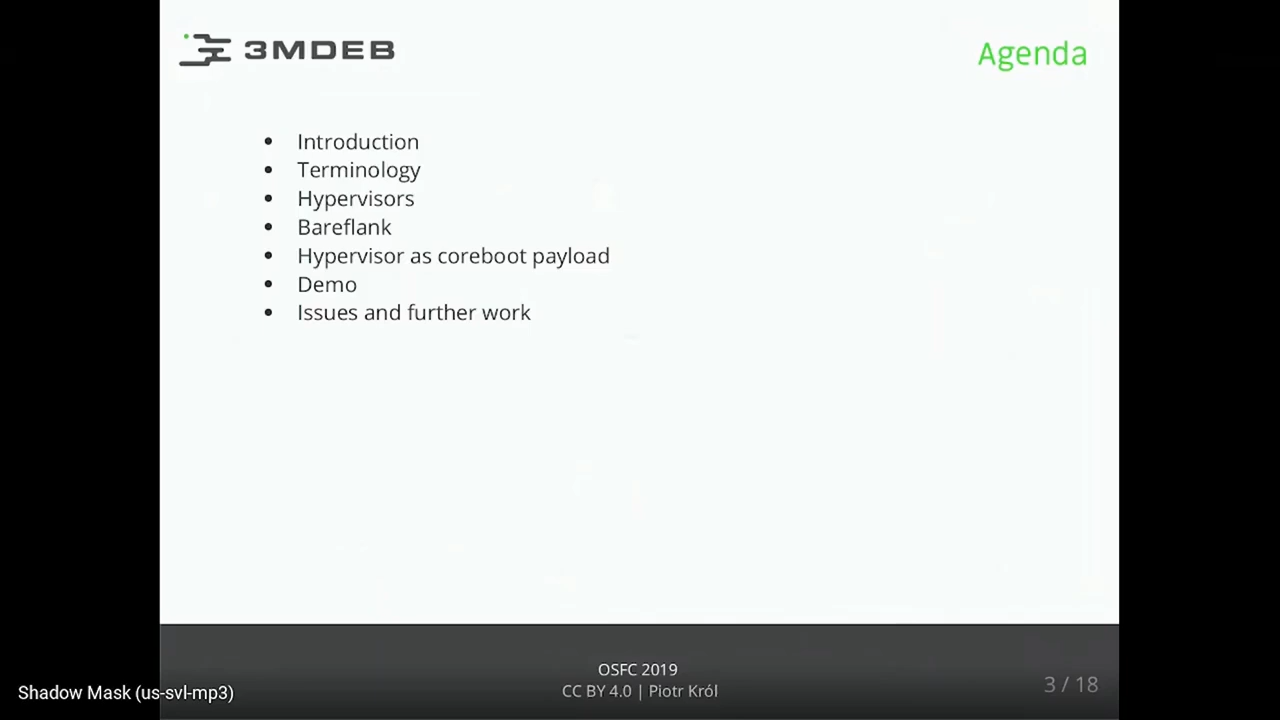 3MDEB
Agenda
• Introduction
• Terminology
• Hypervisors
• Bareflank
• Hypervisor as coreboot payload
• Demo
• Issues and further work
OSFC 2019
CC BY 4.0 | Piotr Król
3 / 18
Shadow Mask (us-svl-mp3)